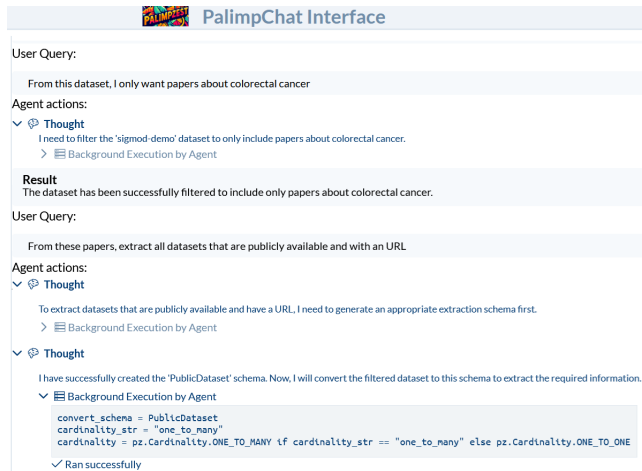 PALIMPZEST
PalimpChat Interface
User Query:
From this dataset, I only want papers about colorectal cancer
Agent actions:
Thought
I need to filter the 'sigmod-demo' dataset to only include papers about colorectal cancer.
Background Execution by Agent
Result
The dataset has been successfully filtered to include only papers about colorectal cancer.
User Query:
From these papers, extract all datasets that are publicly available and with an URL
Agent actions:
Thought
To extract datasets that are publicly available and have a URL, I need to generate an appropriate extraction schema first.
Background Execution by Agent
Thought
I have successfully created the 'PublicDataset' schema. Now, I will convert the filtered dataset to this schema to extract the required information.
Background Execution by Agent
convert_schema = PublicDataset
cardinality_str = "one_to_many"
cardinality = pz.Cardinality.ONE_TO_MANY if cardinality_str == "one_to_many" else pz.Cardinality.ONE_TO_ONE
Ran successfully